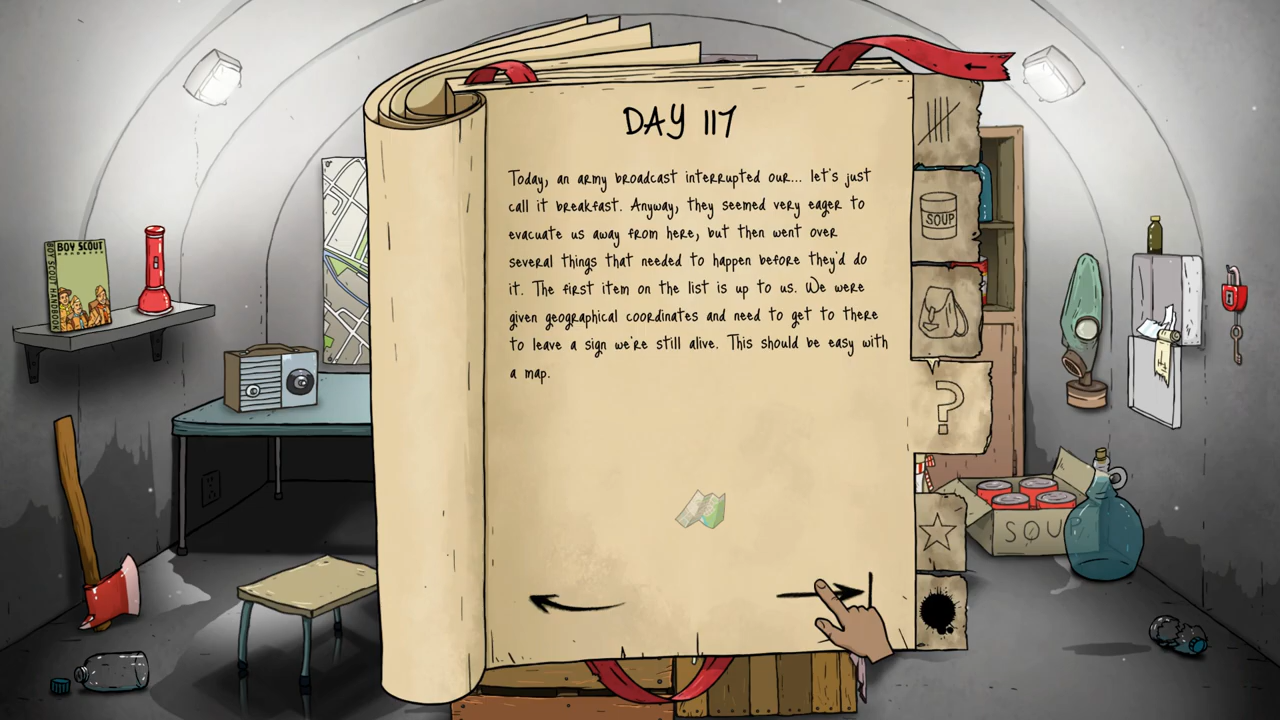 DAY 117
Today, an army broadcast interrupted our... let's just
call it breakfast. Anyway, they seemed very eager to
evacuate us away from here, but then went over
several things that needed to happen before they'd do
it. The first item on the list is up to us. We were
given geographical coordinates and need to get to there
to leave a sign we're still alive. This should be easy with
a map.
BOY SCOUT
BOY SCOUT HANDBOOK
SOUP
SOUP